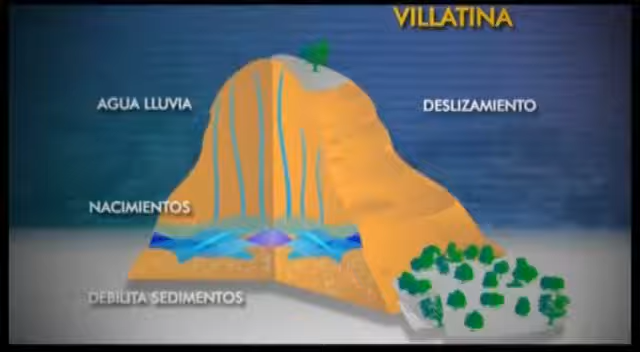 VILLATINA
AGUA LLUVIA
DESLIZAMIENTO
NACIMIENTOS
DEBILITA SEDIMENTOS